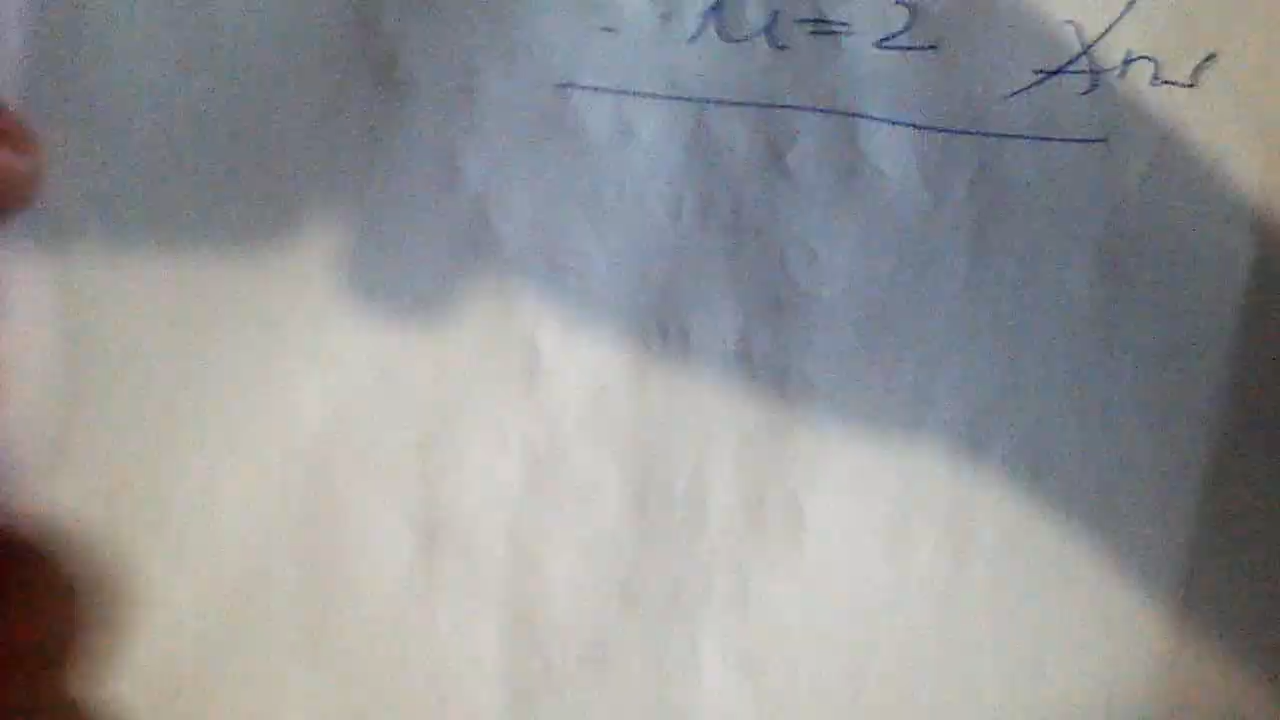 ∴ x = 2 Ans